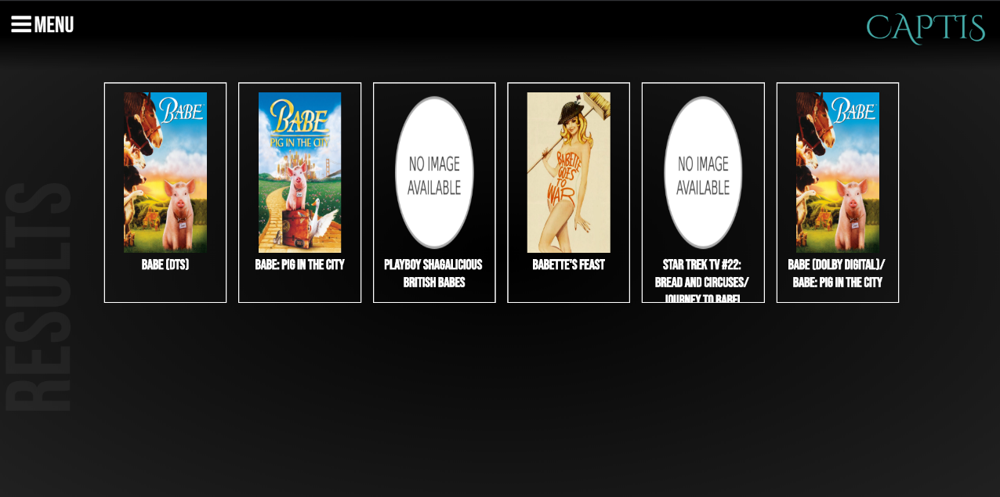 MENU
CAPTIS
RESULTS
BABE
BABE (DTS)
BABE
PIG IN THE CITY
BABE: PIG IN THE CITY
NO IMAGE
AVAILABLE
PLAYBOY SHAGALICIOUS
BRITISH BABES
BABETTE
GOES
TO
WAR
BABETTE'S FEAST
NO IMAGE
AVAILABLE
STAR TREK TV #22:
BREAD AND CIRCUSES/
JOURNEY TO BABEL
BABE
BABE (DOLBY DIGITAL)/
BABE: PIG IN THE CITY